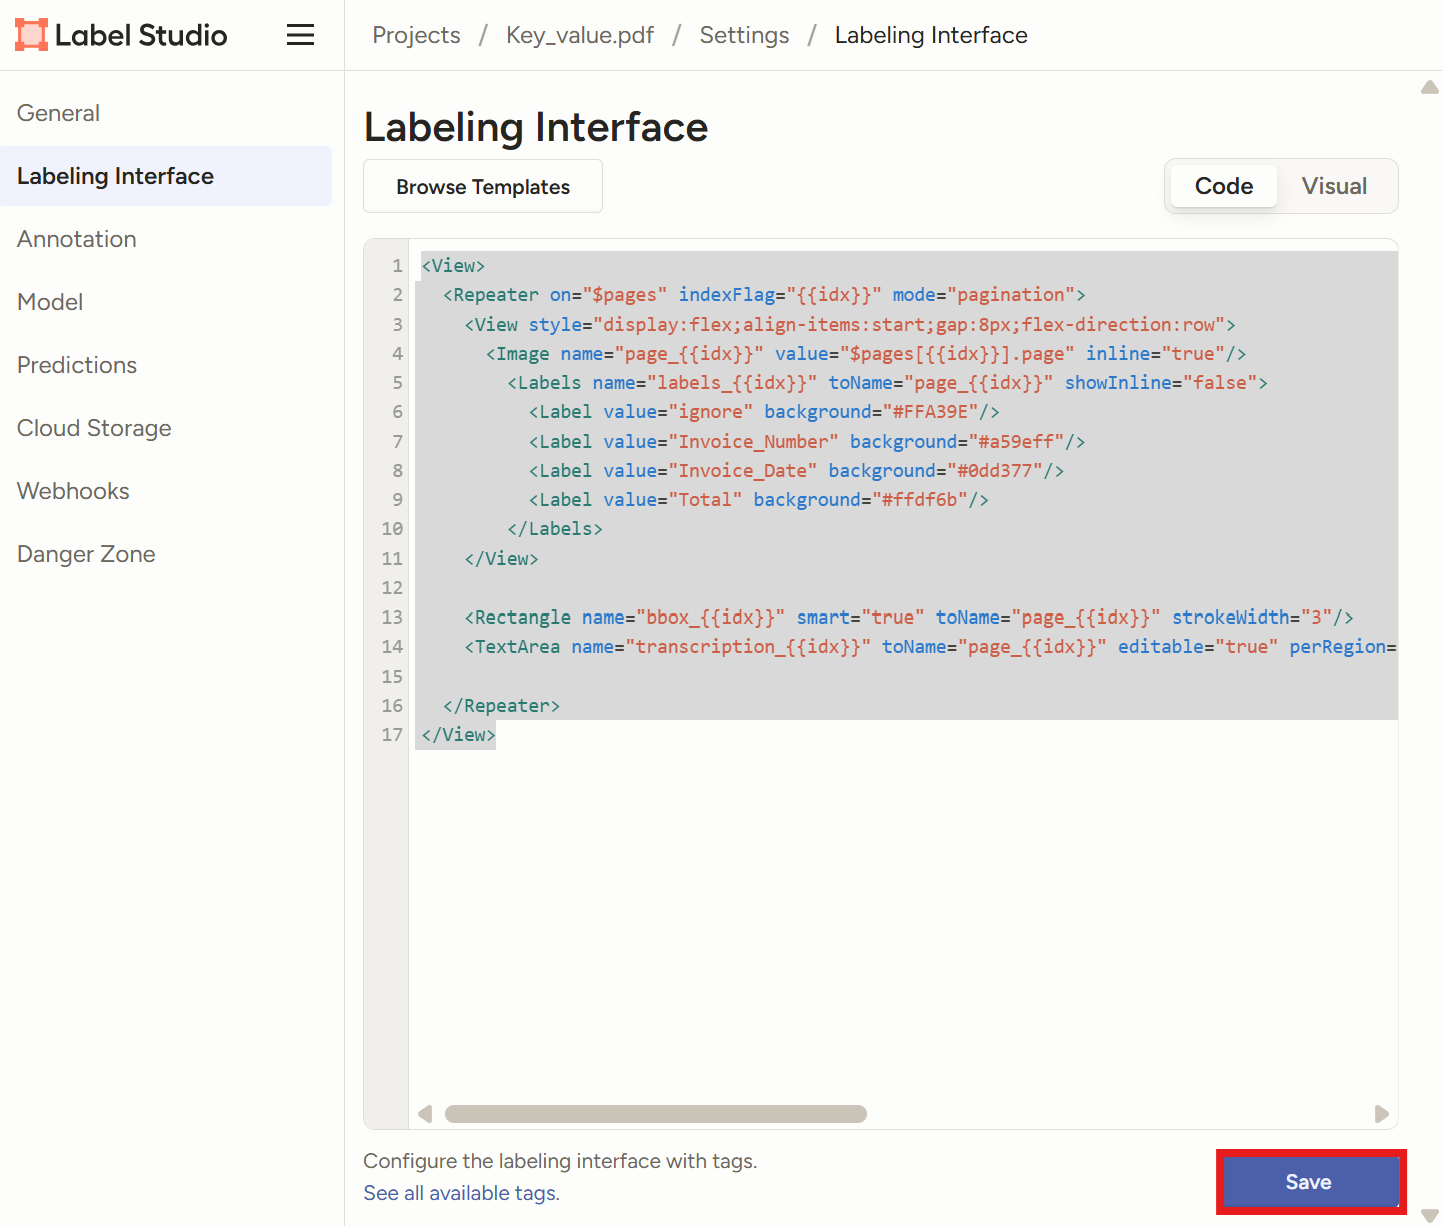 Label Studio
Projects / Key_value.pdf / Settings / Labeling Interface
General
Labeling Interface
Annotation
Model
Predictions
Cloud Storage
Webhooks
Danger Zone
Labeling Interface
Browse Templates
Code Visual
1 <View>
2 <Repeater on="$pages" indexFlag="{{idx}}" mode="pagination">
3 <View style="display:flex;align-items:start;gap:8px;flex-direction:row">
4 <Image name="page_{{idx}}" value="$pages[{{idx}}].page" inline="true"/>
5 <Labels name="labels_{{idx}}" toName="page_{{idx}}" showInline="false">
6 <Label value="ignore" background="#FFA39E"/>
7 <Label value="Invoice_Number" background="#a59eff"/>
8 <Label value="Invoice_Date" background="#0dd377"/>
9 <Label value="Total" background="#ffdf6b"/>
10 </Labels>
11 </View>
12
13 <Rectangle name="bbox_{{idx}}" smart="true" toName="page_{{idx}}" strokeWidth="3"/>
14 <TextArea name="transcription_{{idx}}" toName="page_{{idx}}" editable="true" perRegion=
15
16 </Repeater>
17 </View>
Configure the labeling interface with tags.
See all available tags.
Save